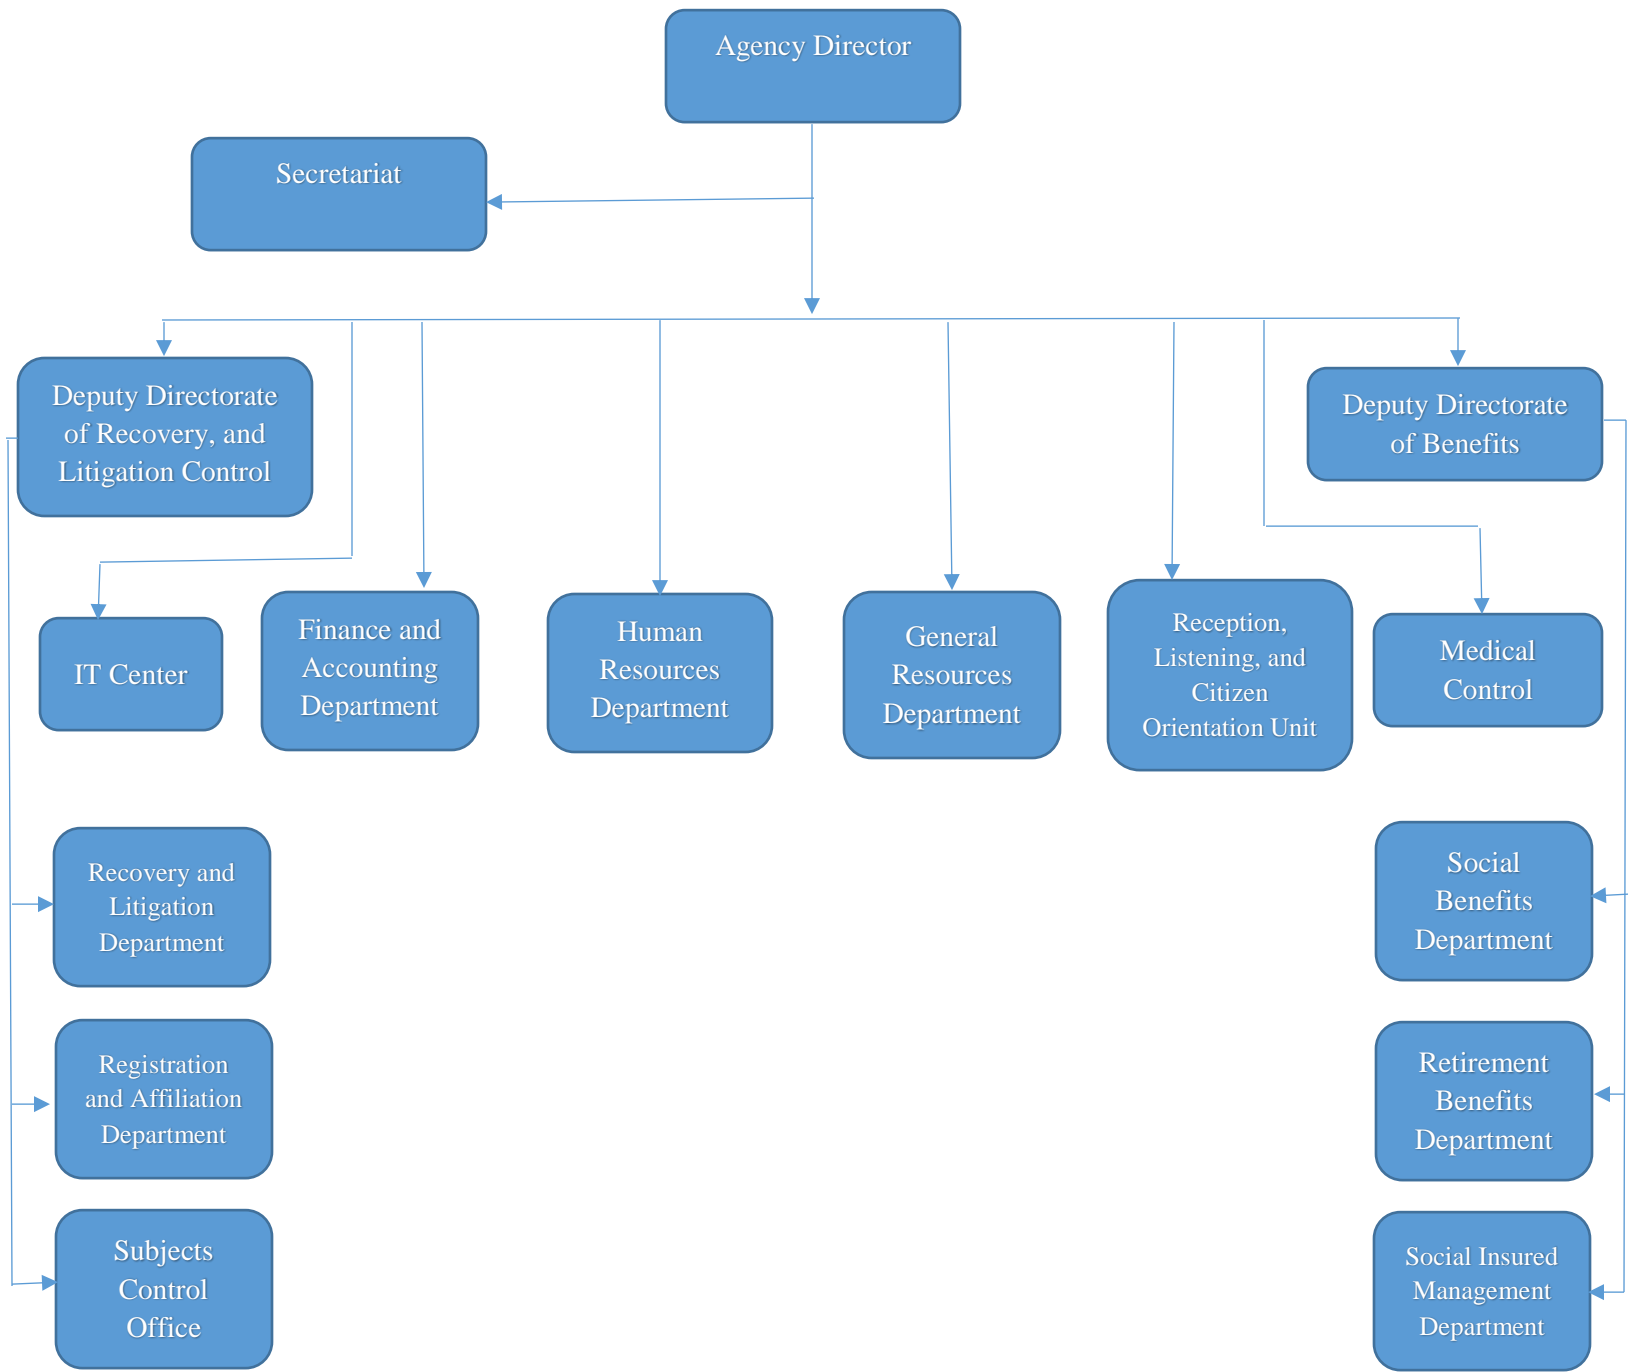 Agency Director
Secretariat
Deputy Directorate
of Recovery, and
Litigation Control
Deputy Directorate
of Benefits
IT Center
Finance and
Accounting
Department
Human
Resources
Department
General
Resources
Department
Reception,
Listening, and
Citizen
Orientation Unit
Medical
Control
Recovery and
Litigation
Department
Social
Benefits
Department
Registration
and Affiliation
Department
Retirement
Benefits
Department
Subjects
Control
Office
Social Insured
Management
Department